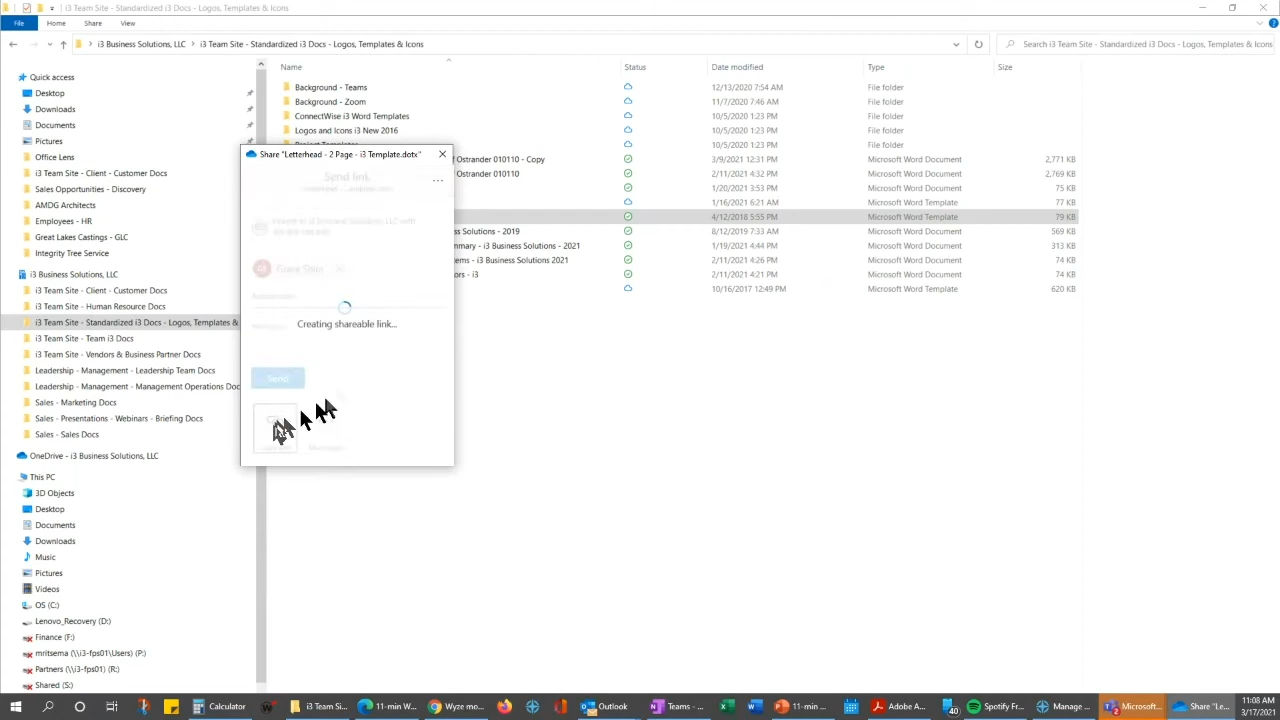 i3 Team Site - Standardized i3 Docs - Logos, Templates & Icons
File Home Share View
i3 Business Solutions, LLC > i3 Team Site - Standardized i3 Docs - Logos, Templates & Icons
Search i3 Team Site - Standardized i3 Docs - Logos, Templates & Icons
Name Status Date modified Type Size
Quick access
Desktop
Downloads
Documents
Pictures
Office Lens
i3 Team Site - Client - Customer Docs
Sales Opportunities - Discovery
AMDG Architects
Employees - HR
Great Lakes Castings - GLC
Integrity Tree Service
i3 Business Solutions, LLC
i3 Team Site - Client - Customer Docs
i3 Team Site - Human Resource Docs
i3 Team Site - Standardized i3 Docs - Logos, Templates &
i3 Team Site - Team i3 Docs
i3 Team Site - Vendors & Business Partner Docs
Leadership - Management - Leadership Team Docs
Leadership - Management - Management Operations Doc
Sales - Marketing Docs
Sales - Presentations - Webinars - Briefing Docs
Sales - Sales Docs
OneDrive - i3 Business Solutions, LLC
This PC
3D Objects
Desktop
Documents
Downloads
Music
Pictures
Videos
OS (C:)
Lenovo_Recovery (D:)
Finance (F:)
mritsema (\\i3-fps01\Users) (P:)
Partners (\\i3-fps01) (R:)
Shared (S:)
Background - Teams 12/13/2020 7:54 AM File folder
Background - Zoom 11/7/2020 7:46 AM File folder
ConnectWise i3 Word Templates 10/5/2020 1:23 PM File folder
Logos and Icons i3 New 2016 10/5/2020 1:23 PM File folder
10/5/2020 1:23 PM File folder
Ostrander 010110 - Copy 3/9/2021 12:31 PM Microsoft Word Document 2,771 KB
Ostrander 010110 2/11/2021 4:32 PM Microsoft Word Document 2,769 KB
1/20/2021 3:53 PM Microsoft Word Document 75 KB
1/16/2021 6:21 AM Microsoft Word Template 77 KB
4/12/2018 5:55 PM Microsoft Word Template 79 KB
Solutions - 2019 8/12/2019 7:33 AM Microsoft Word Document 569 KB
mmary - i3 Business Solutions - 2021 1/19/2021 4:44 PM Microsoft Word Document 313 KB
ems - i3 Business Solutions 2021 2/11/2021 4:26 PM Microsoft Word Document 74 KB
ors - i3 2/11/2021 4:21 PM Microsoft Word Document 74 KB
10/16/2017 12:49 PM Microsoft Word Template 620 KB
Share "Letterhead - 2 Page - i3 Template.dotx"
Send link
Creating shareable link...
Send
Calculator i3 Team Si... 11-min W... Wyze mo... Outlook Teams - ... 11-min - ... Adobe A... 40 Spotify Fr... Manage ... Microsoft... Share "Le...
11:08 AM
3/17/2021